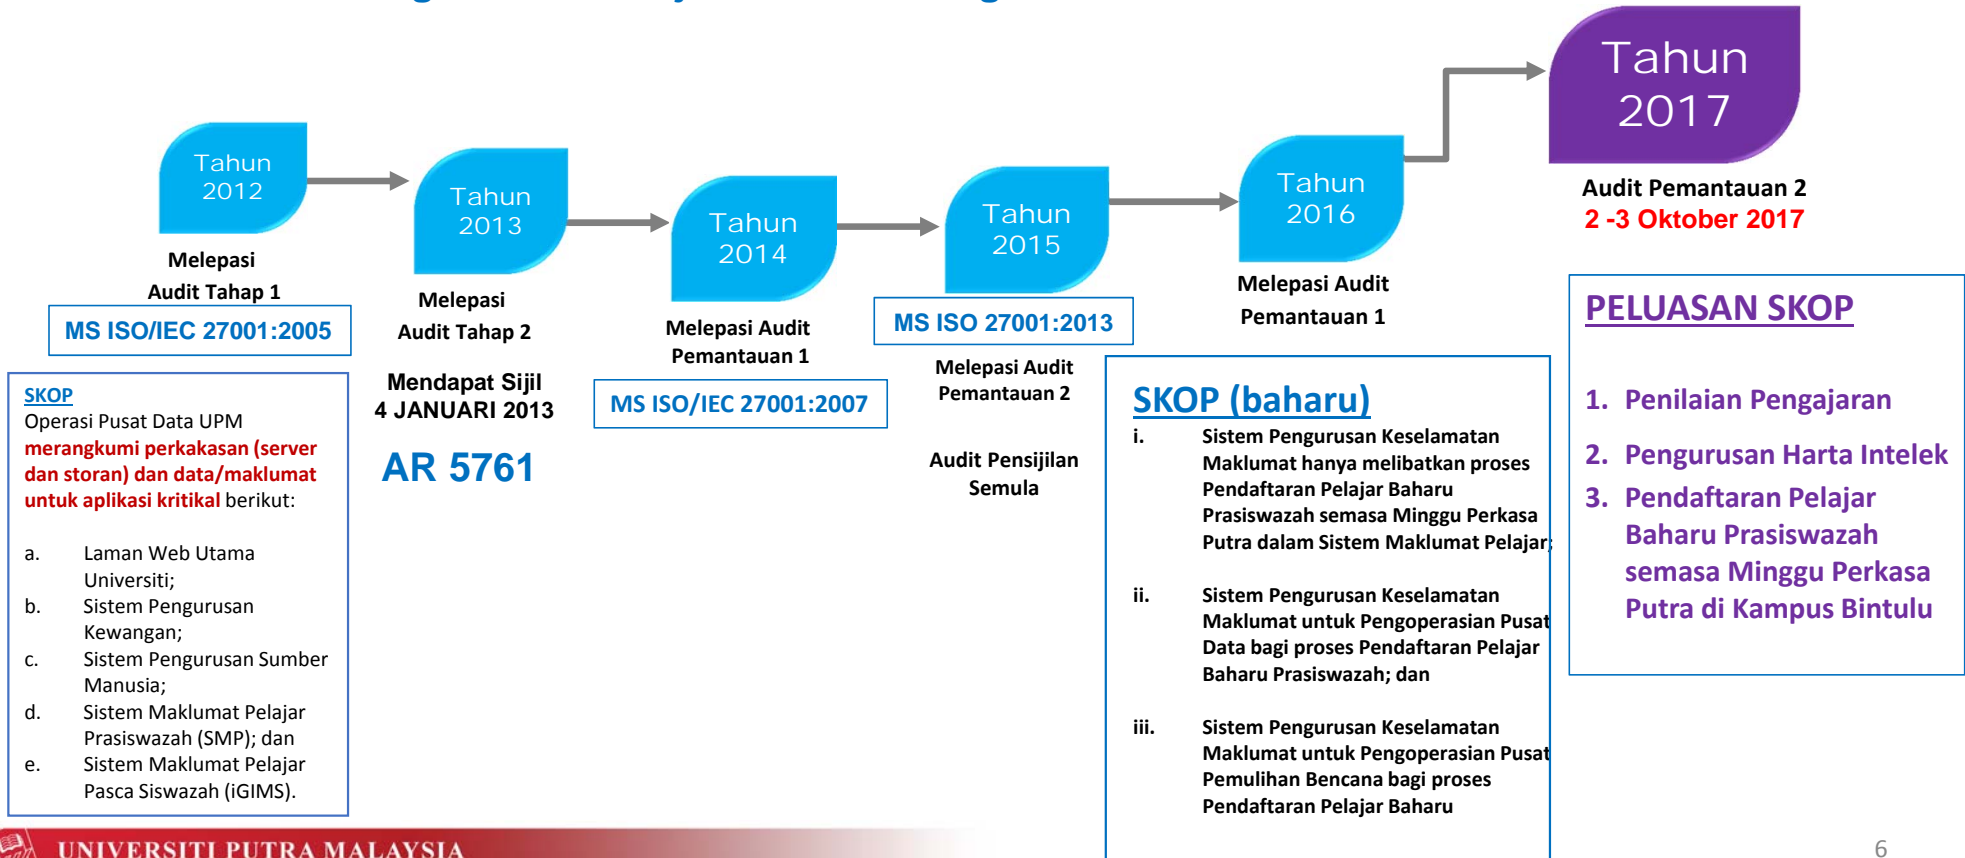 Tahun
2012
Melepasi
Audit Tahap 1
MS ISO/IEC 27001:2005
SKOP
Operasi Pusat Data UPM
merangkumi perkakasan (server
dan storan) dan data/maklumat
untuk aplikasi kritikal berikut:
a. Laman Web Utama
Universiti;
b. Sistem Pengurusan
Kewangan;
c. Sistem Pengurusan Sumber
Manusia;
d. Sistem Maklumat Pelajar
Prasiswazah (SMP); dan
e. Sistem Maklumat Pelajar
Pasca Siswazah (iGIMS).
Tahun
2013
Melepasi
Audit Tahap 2
Mendapat Sijil
4 JANUARI 2013
AR 5761
Tahun
2014
Melepasi Audit
Pemantauan 1
MS ISO/IEC 27001:2007
Tahun
2015
MS ISO 27001:2013
Melepasi Audit
Pemantauan 2
Audit Pensijilan
Semula
Tahun
2016
Melepasi Audit
Pemantauan 1
SKOP (baharu)
i. Sistem Pengurusan Keselamatan
Maklumat hanya melibatkan proses
Pendaftaran Pelajar Baharu
Prasiswazah semasa Minggu Perkasa
Putra dalam Sistem Maklumat Pelajar;
ii. Sistem Pengurusan Keselamatan
Maklumat untuk Pengoperasian Pusat
Data bagi proses Pendaftaran Pelajar
Baharu Prasiswazah; dan
iii. Sistem Pengurusan Keselamatan
Maklumat untuk Pengoperasian Pusat
Pemulihan Bencana bagi proses
Pendaftaran Pelajar Baharu
Tahun
2017
Audit Pemantauan 2
2 -3 Oktober 2017
PELUASAN SKOP
1. Penilaian Pengajaran
2. Pengurusan Harta Intelek
3. Pendaftaran Pelajar
Baharu Prasiswazah
semasa Minggu Perkasa
Putra di Kampus Bintulu
UNIVERSITI PUTRA MALAYSIA
6